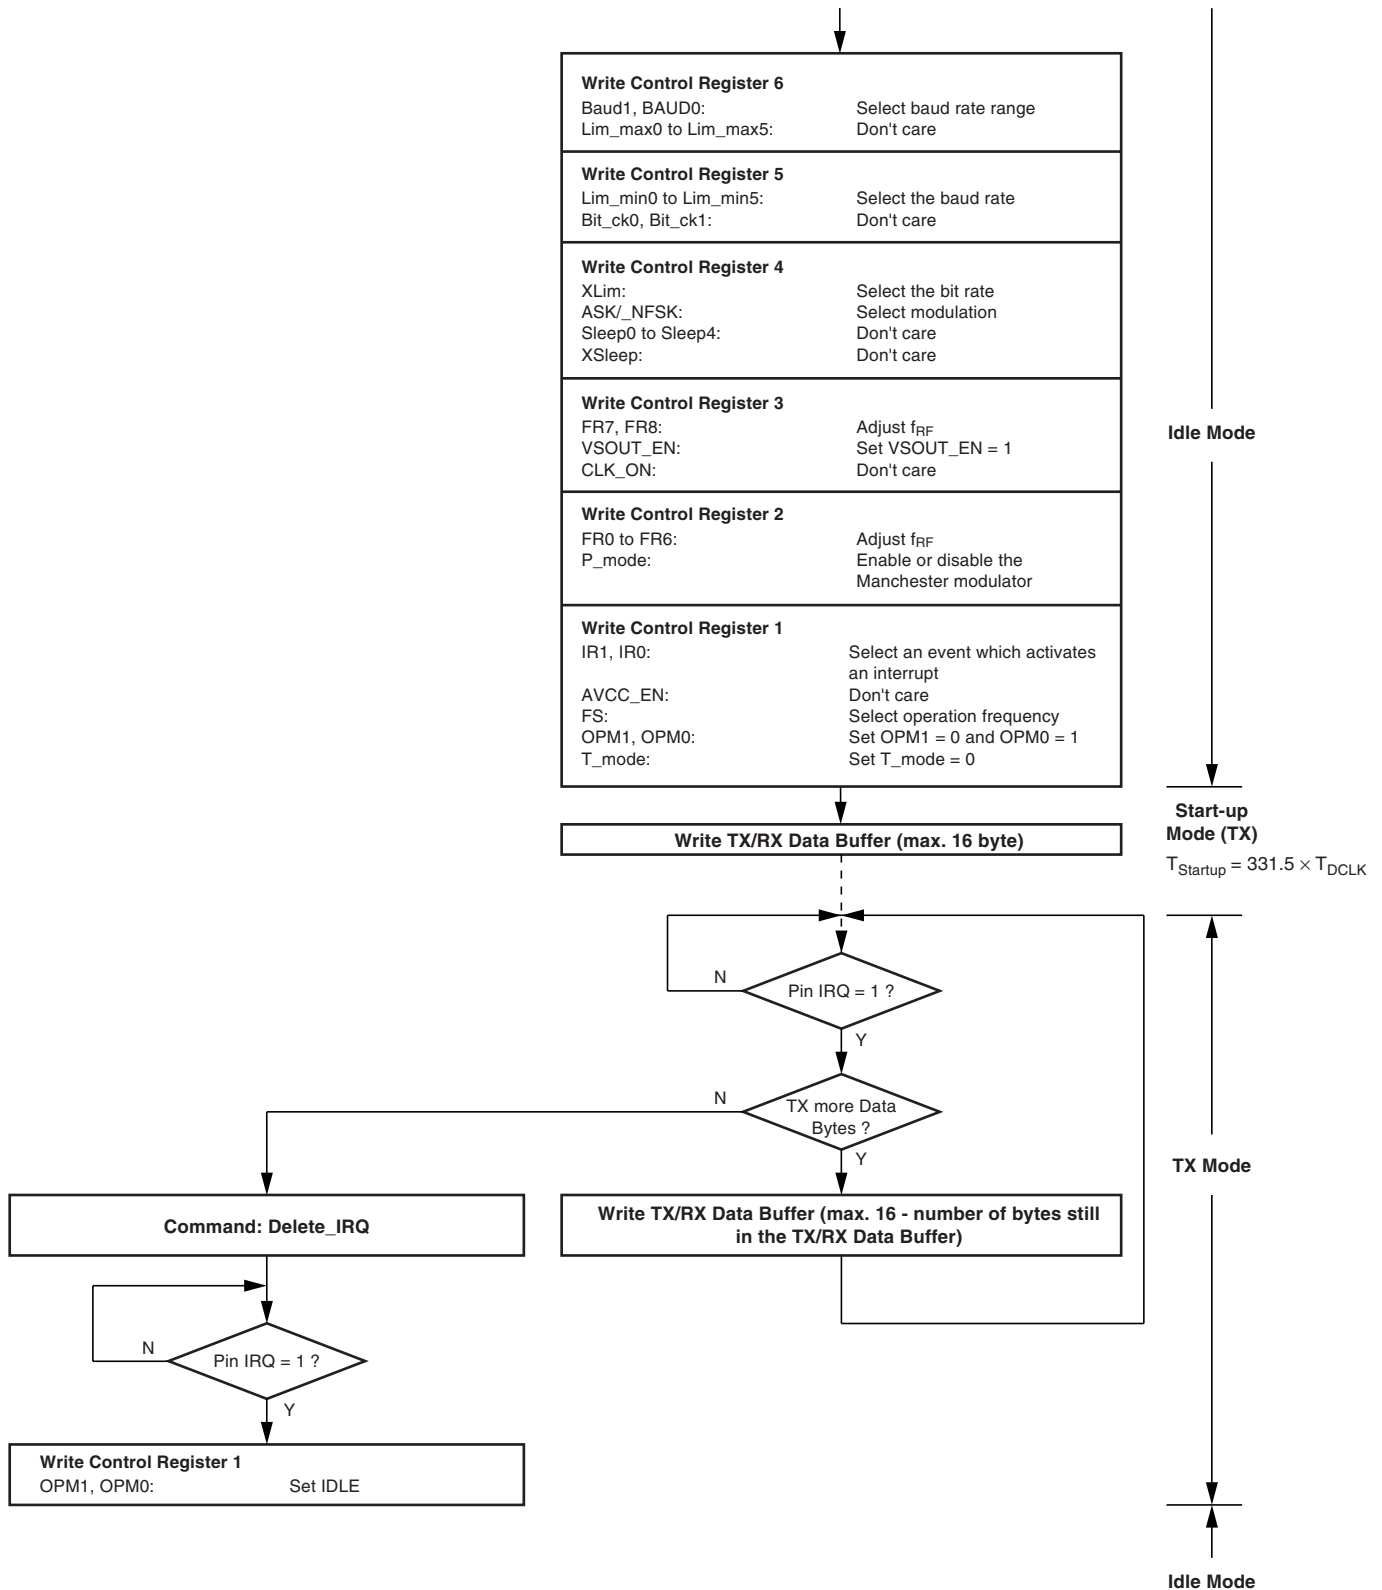 Write Control Register 6
Baud1, BAUD0: Select baud rate range
Lim_max0 to Lim_max5: Don't care
Write Control Register 5
Lim_min0 to Lim_min5: Select the baud rate
Bit_ck0, Bit_ck1: Don't care
Write Control Register 4
XLim: Select the bit rate
ASK/_NFSK: Select modulation
Sleep0 to Sleep4: Don't care
XSleep: Don't care
Write Control Register 3
FR7, FR8: Adjust fRF
VSOUT_EN: Set VSOUT_EN = 1
CLK_ON: Don't care
Idle Mode
Write Control Register 2
FR0 to FR6: Adjust fRF
P_mode: Enable or disable the
Manchester modulator
Write Control Register 1
IR1, IR0: Select an event which activates
an interrupt
AVCC_EN: Don't care
FS: Select operation frequency
OPM1, OPM0: Set OPM1 = 0 and OPM0 = 1
T_mode: Set T_mode = 0
Start-up
Mode (TX)
TStartup = 331.5 × TDCLK
Write TX/RX Data Buffer (max. 16 byte)
N
Pin IRQ = 1 ?
Y
N
TX more Data
Bytes ?
Y
TX Mode
Command: Delete_IRQ
Write TX/RX Data Buffer (max. 16 - number of bytes still
in the TX/RX Data Buffer)
N
Pin IRQ = 1 ?
Y
Write Control Register 1
OPM1, OPM0: Set IDLE
Idle Mode